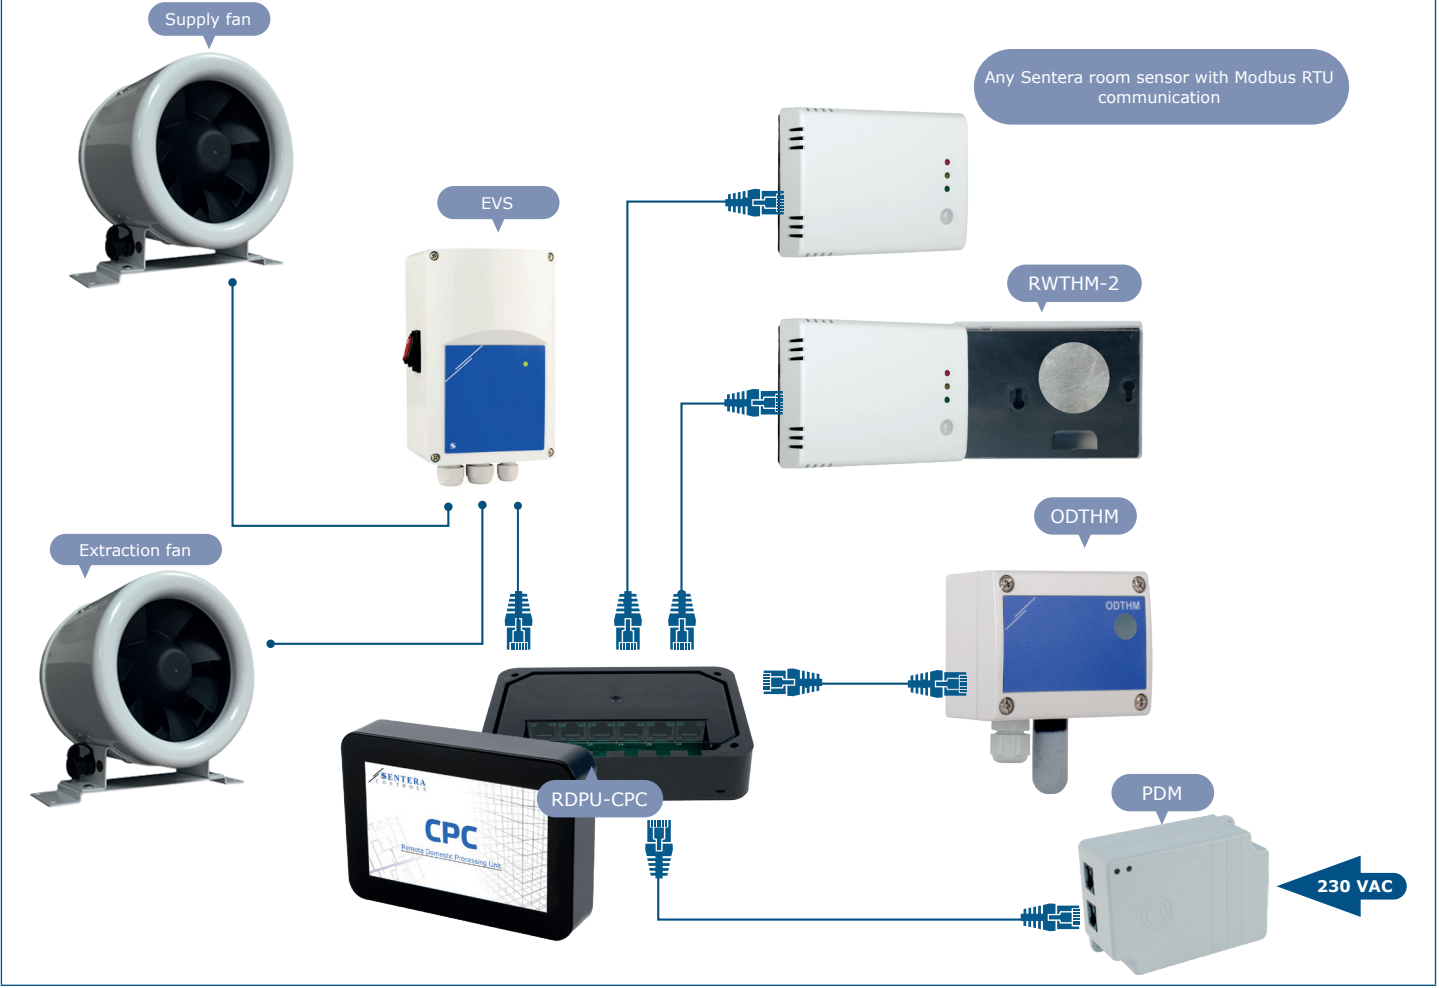 Supply fan
Any Sentera room sensor with Modbus RTU
communication
EVS
RWTHM-2
ODTHM
ODTHM
Extraction fan
SENTERA
CONTROLS
CPC
Remote Domestic Processing Unit
RDPU-CPC
PDM
230 VAC